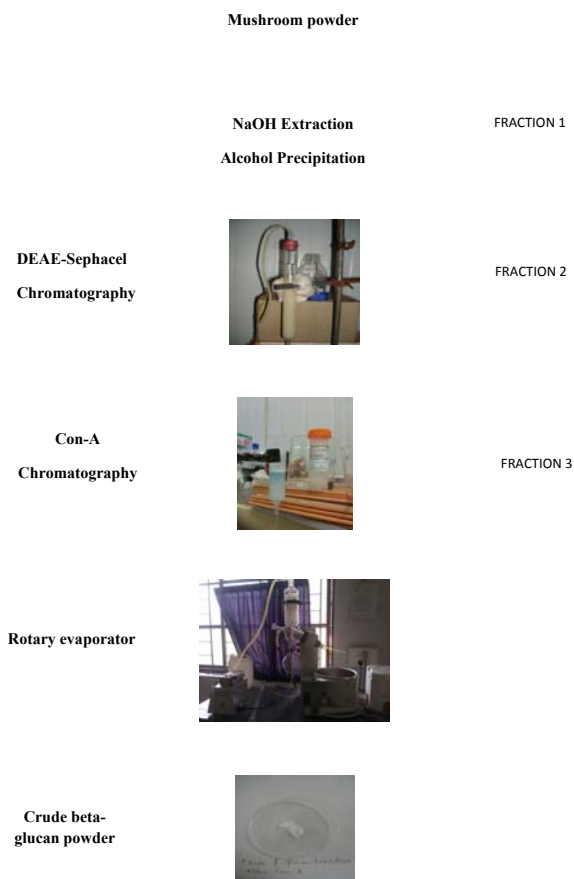 Mushroom powder
NaOH Extraction
FRACTION 1
Alcohol Precipitation
DEAE-Sephacel
Chromatography
FRACTION 2
Con-A
Chromatography
FRACTION 3
Rotary evaporator
Crude beta-
glucan powder